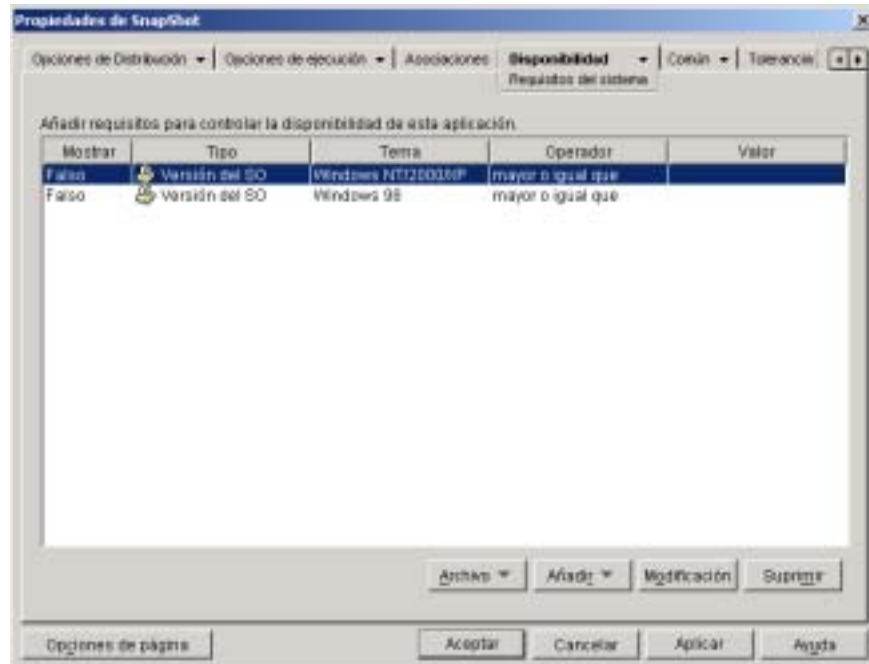 Propiedades de SnapShot
Opciones de Distribución Opciones de ejecución Asociaciones Disponibilidad Común Tolerancia
Requisitos del sistema
Añadir requisitos para controlar la disponibilidad de esta aplicación.
Mostrar Tipo Tema Operador Valor
Falso Versión del SO Windows NT/2000/XP mayor o igual que
Falso Versión del SO Windows 98 mayor o igual que
Archivo Añadir Modificación Suprimir
Opciones de página Aceptar Cancelar Aplicar Ayuda